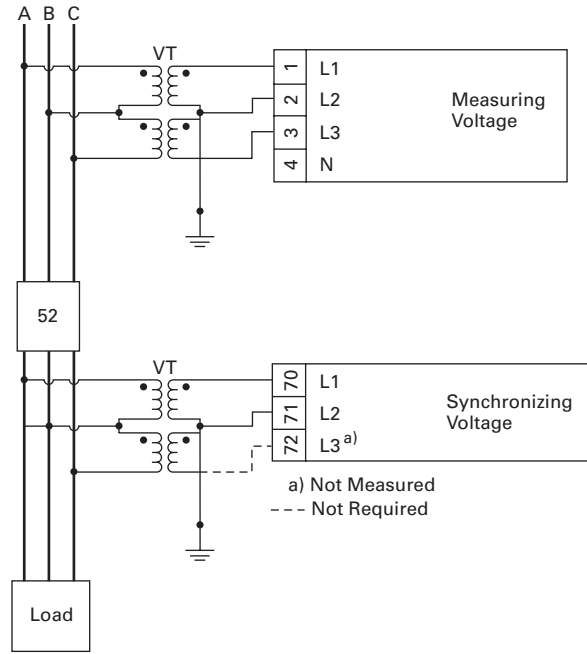 A B C
VT
1 L1
2 L2
3 L3
4 N
Measuring
Voltage
52
VT
70 L1
71 L2
72 L3a)
Synchronizing
Voltage
a) Not Measured
--- Not Required
Load